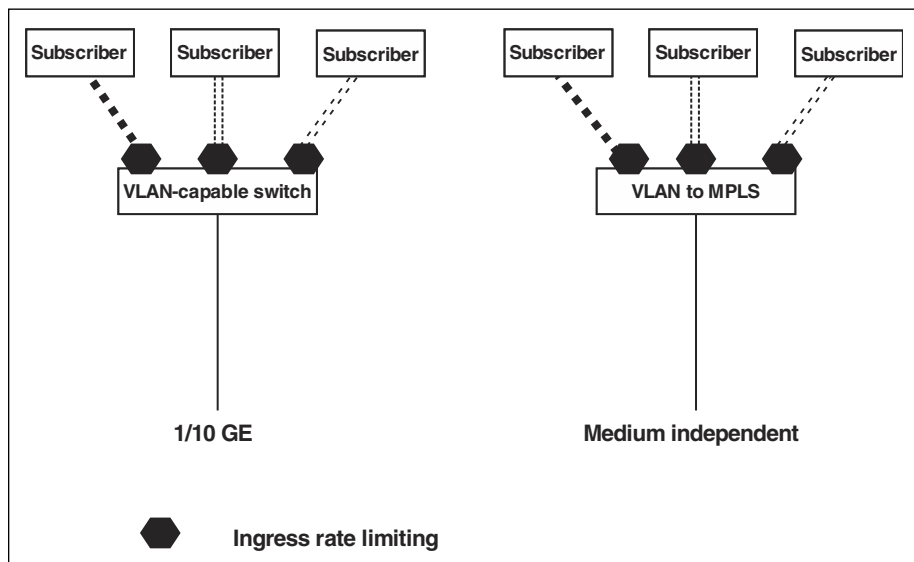 Subscriber Subscriber Subscriber
VLAN-capable switch
1/10 GE
Subscriber Subscriber Subscriber
VLAN to MPLS
Medium independent
Ingress rate limiting